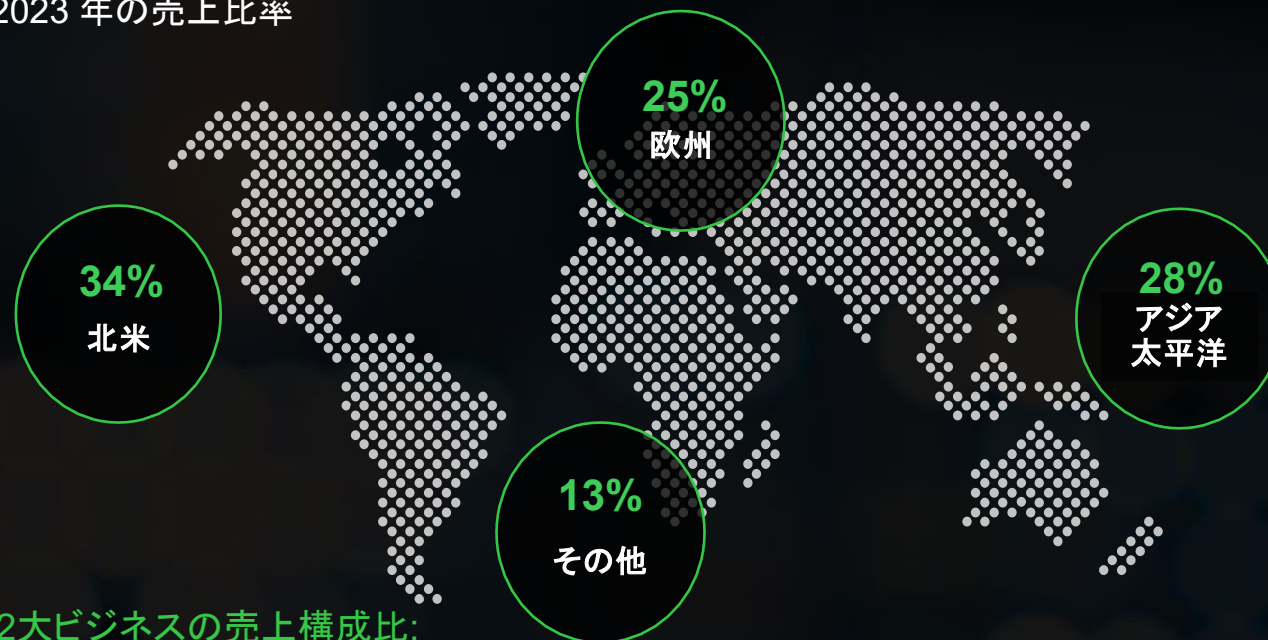 2023 年の売上比率
25%
欧州
34%
北米
28%
アジア
太平洋
13%
その他
2大ビジネスの売上構成比: